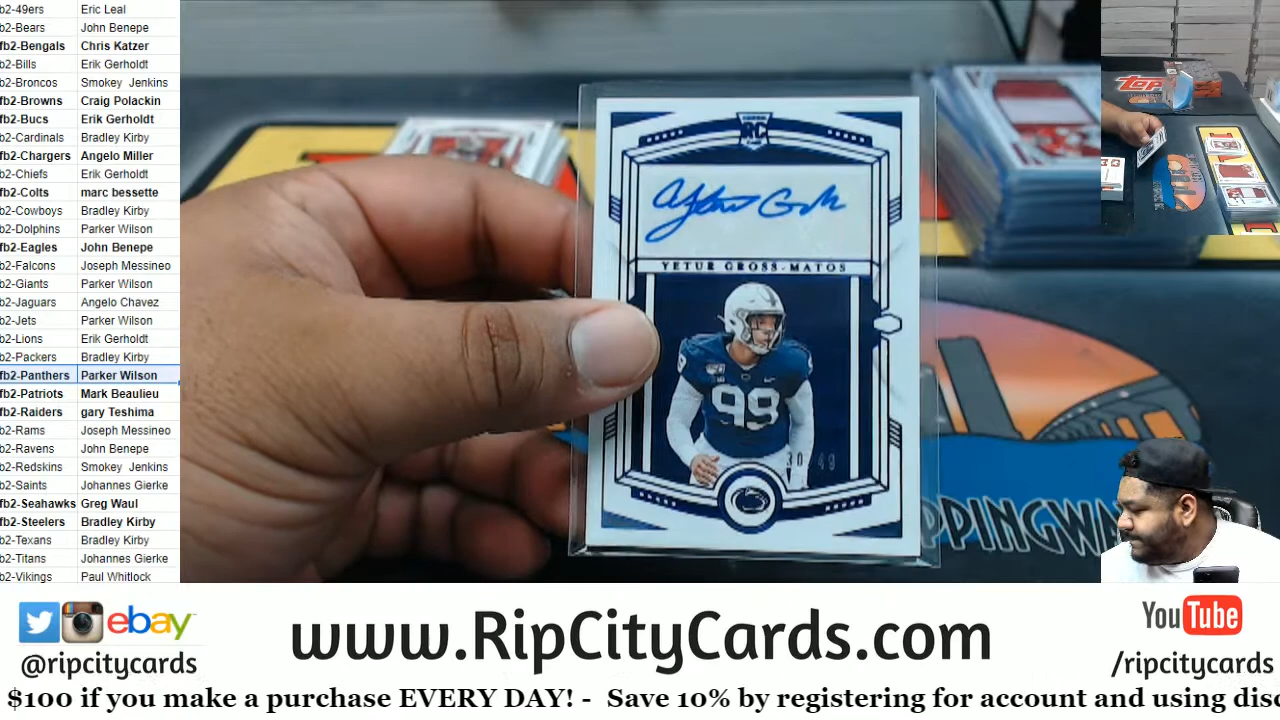 b2-49ers Eric Leal
b2-Bears John Benepe
fb2-Bengals Chris Katzer
b2-Bills Erik Gerholdt
b2-Broncos Smokey Jenkins
fb2-Browns Craig Polackin
fb2-Bucs Erik Gerholdt
b2-Cardinals Bradley Kirby
fb2-Chargers Angelo Miller
b2-Chiefs Erik Gerholdt
fb2-Colts marc bessette
b2-Cowboys Bradley Kirby
b2-Dolphins Parker Wilson
fb2-Eagles John Benepe
b2-Falcons Joseph Messineo
b2-Giants Parker Wilson
b2-Jaguars Angelo Chavez
b2-Jets Parker Wilson
b2-Lions Erik Gerholdt
b2-Packers Bradley Kirby
fb2-Panthers Parker Wilson
fb2-Patriots Mark Beaulieu
fb2-Raiders gary Teshima
b2-Rams Joseph Messineo
b2-Ravens John Benepe
b2-Redskins Smokey Jenkins
b2-Saints Johannes Gierke
fb2-Seahawks Greg Waul
fb2-Steelers Bradley Kirby
b2-Texans Bradley Kirby
b2-Titans Johannes Gierke
b2-Vikings Paul Whitlock
RC
YETUR GROSS-MATOS
99
30/49
TOPPS
PPINGWA
ebay
@ripcitycards
www.RipCityCards.com
YouTube
/ripcitycards
$100 if you make a purchase EVERY DAY! - Save 10% by registering for account and using disc